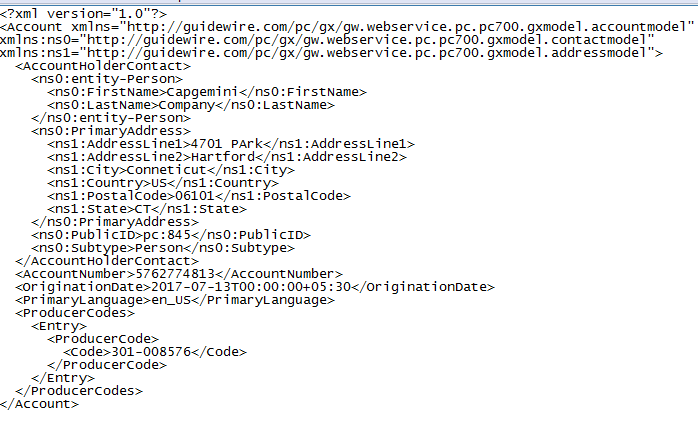 <?xml version="1.0"?>
<Account xmlns="http://guidewire.com/pc/gx/gw.webservice.pc.pc700.gxmodel.accountmodel"
xmlns:ns0="http://guidewire.com/pc/gx/gw.webservice.pc.pc700.gxmodel.contactmodel"
xmlns:ns1="http://guidewire.com/pc/gx/gw.webservice.pc.pc700.gxmodel.addressmodel">
  <AccountHolderContact>
    <ns0:entity-Person>
      <ns0:FirstName>Capgemini</ns0:FirstName>
      <ns0:LastName>Company</ns0:LastName>
    </ns0:entity-Person>
    <ns0:PrimaryAddress>
      <ns1:AddressLine1>4701 PArk</ns1:AddressLine1>
      <ns1:AddressLine2>Hartford</ns1:AddressLine2>
      <ns1:City>Conneticut</ns1:City>
      <ns1:Country>US</ns1:Country>
      <ns1:PostalCode>06101</ns1:PostalCode>
      <ns1:State>CT</ns1:State>
    </ns0:PrimaryAddress>
    <ns0:PublicID>pc:845</ns0:PublicID>
    <ns0:Subtype>Person</ns0:Subtype>
  </AccountHolderContact>
  <AccountNumber>5762774813</AccountNumber>
  <OriginationDate>2017-07-13T00:00:00+05:30</OriginationDate>
  <PrimaryLanguage>en_US</PrimaryLanguage>
  <ProducerCodes>
    <Entry>
      <ProducerCode>
        <Code>301-008576</Code>
      </ProducerCode>
    </Entry>
  </ProducerCodes>
</Account>